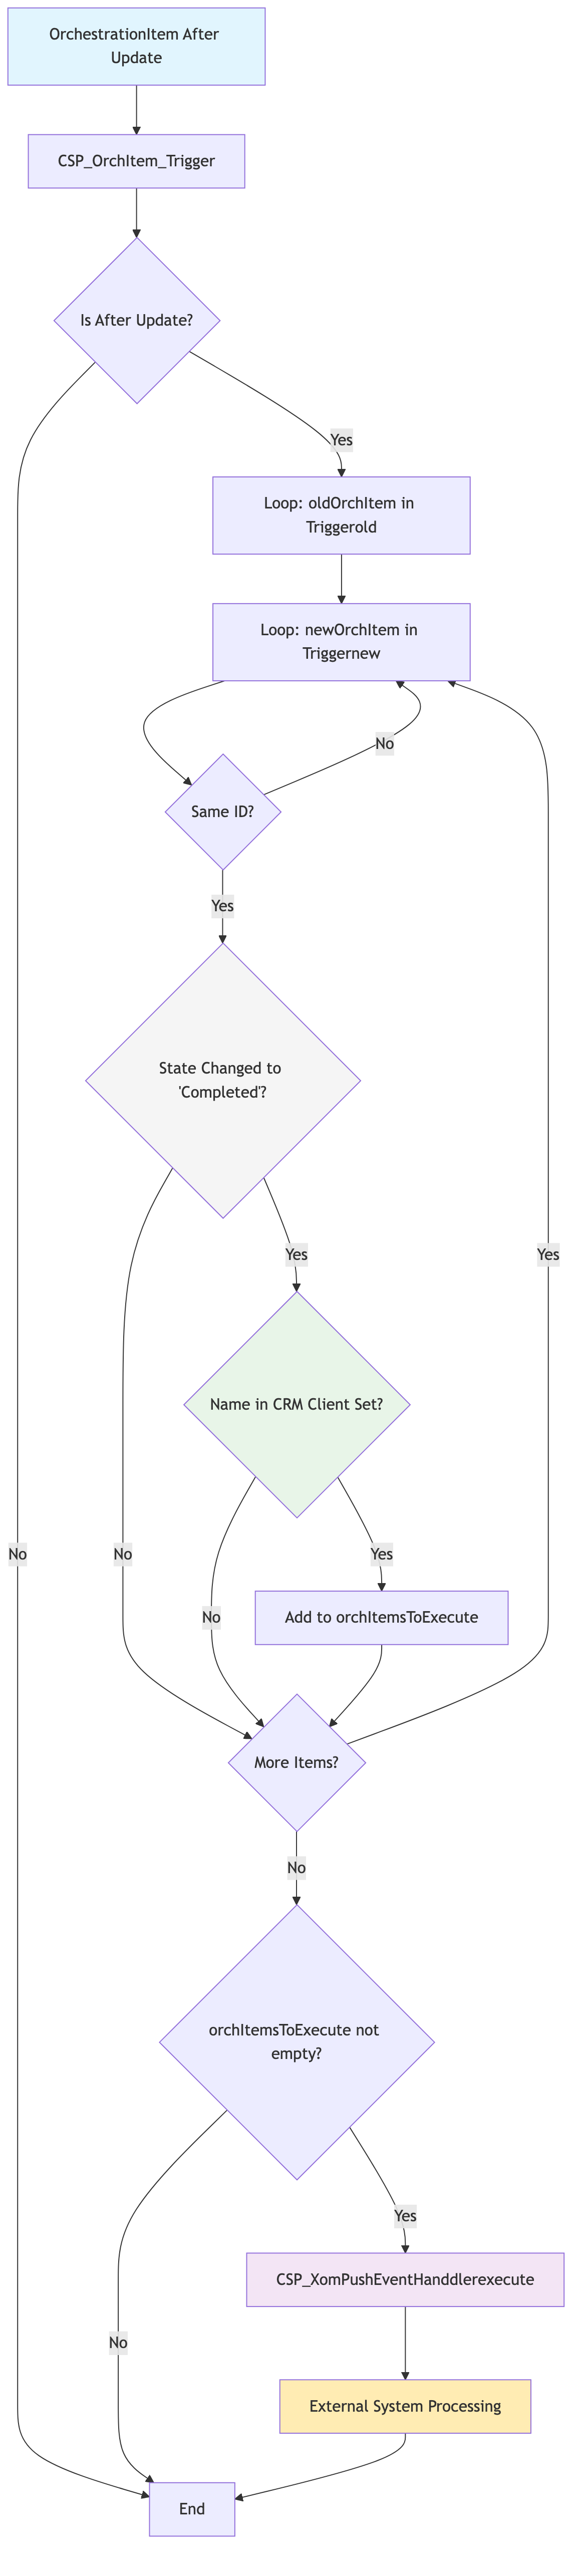 OrchestrationItem After
Update
CSP_OrchItem_Trigger
Is After Update?
Yes
Loop: oldOrchItem in
Triggerold
Loop: newOrchItem in
Triggernew
No
Same ID?
Yes
State Changed to
'Completed'?
Yes
Yes
Name in CRM Client Set?
No
No
Yes
No
Add to orchItemsToExecute
More Items?
No
orchItemsToExecute not
empty?
Yes
CSP_XomPushEventHanddlerexecute
No
External System Processing
End